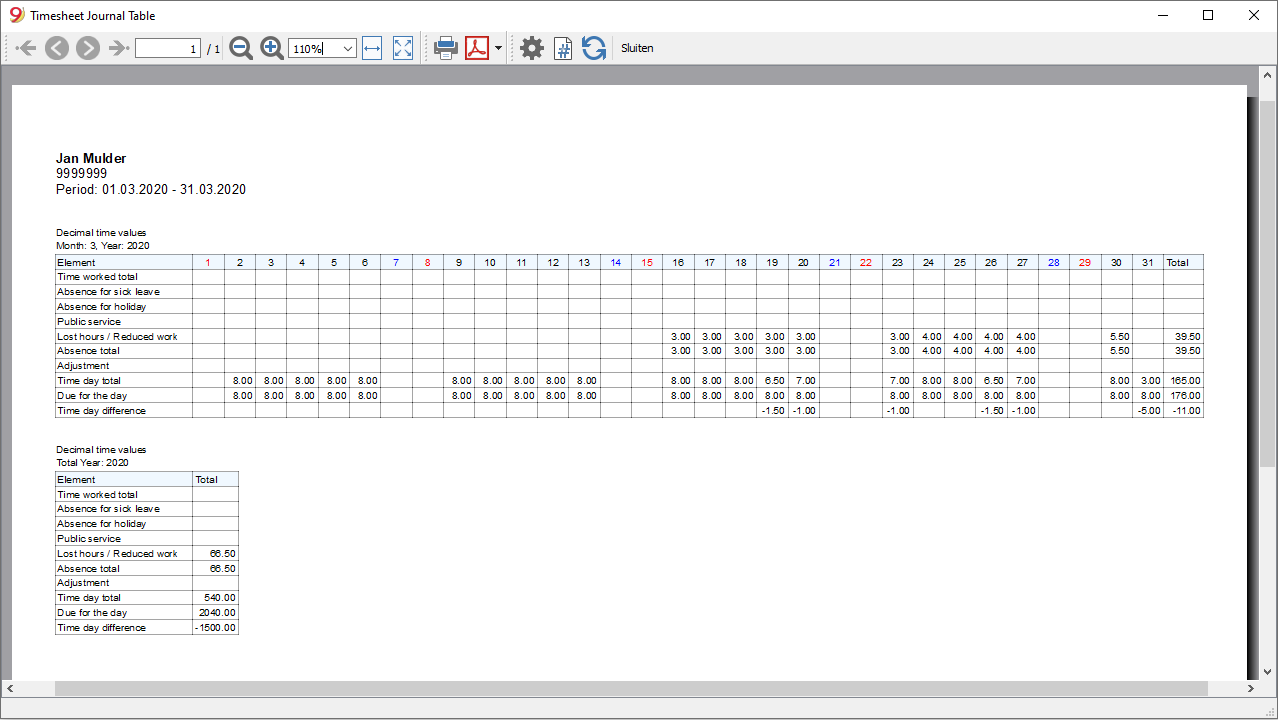 Timesheet Journal Table
1 / 1 110% Sluiten
Jan Mulder
9999999
Period: 01.03.2020 - 31.03.2020
Decimal time values
Month: 3, Year: 2020
Element 1 2 3 4 5 6 7 8 9 10 11 12 13 14 15 16 17 18 19 20 21 22 23 24 25 26 27 28 29 30 31 Total
Time worked total
Absence for sick leave
Absence for holiday
Public service
Lost hours / Reduced work 3.00 3.00 3.00 3.00 3.00 3.00 4.00 4.00 4.00 4.00 5.50 39.50
Absence total 3.00 3.00 3.00 3.00 3.00 3.00 4.00 4.00 4.00 4.00 5.50 39.50
Adjustment
Time day total 8.00 8.00 8.00 8.00 8.00 8.00 8.00 8.00 8.00 8.00 8.00 8.00 8.00 6.50 7.00 7.00 8.00 8.00 6.50 7.00 8.00 3.00 165.00
Due for the day 8.00 8.00 8.00 8.00 8.00 8.00 8.00 8.00 8.00 8.00 8.00 8.00 8.00 8.00 8.00 8.00 8.00 8.00 8.00 8.00 8.00 8.00 176.00
Time day difference -1.50 -1.00 -1.00 -1.50 -1.00 -5.00 -11.00
Decimal time values
Total Year: 2020
Element Total
Time worked total
Absence for sick leave
Absence for holiday
Public service
Lost hours / Reduced work 66.50
Absence total 66.50
Adjustment
Time day total 540.00
Due for the day 2040.00
Time day difference -1500.00